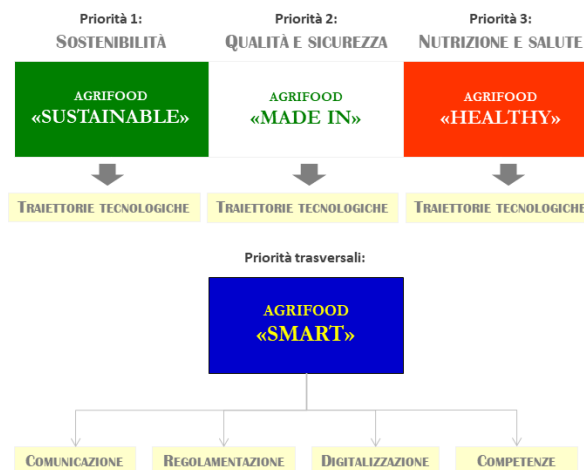 Priorità 1:
SOSTENIBILITÀ
Priorità 2:
QUALITÀ E SICUREZZA
Priorità 3:
NUTRIZIONE E SALUTE
AGRIFOOD
«SUSTAINABLE»
AGRIFOOD
«MADE IN»
AGRIFOOD
«HEALTHY»
TRAIETTORIE TECNOLOGICHE
TRAIETTORIE TECNOLOGICHE
TRAIETTORIE TECNOLOGICHE
Priorità trasversali:
AGRIFOOD
«SMART»
COMUNICAZIONE
REGOLAMENTAZIONE
DIGITALIZZAZIONE
COMPETENZE